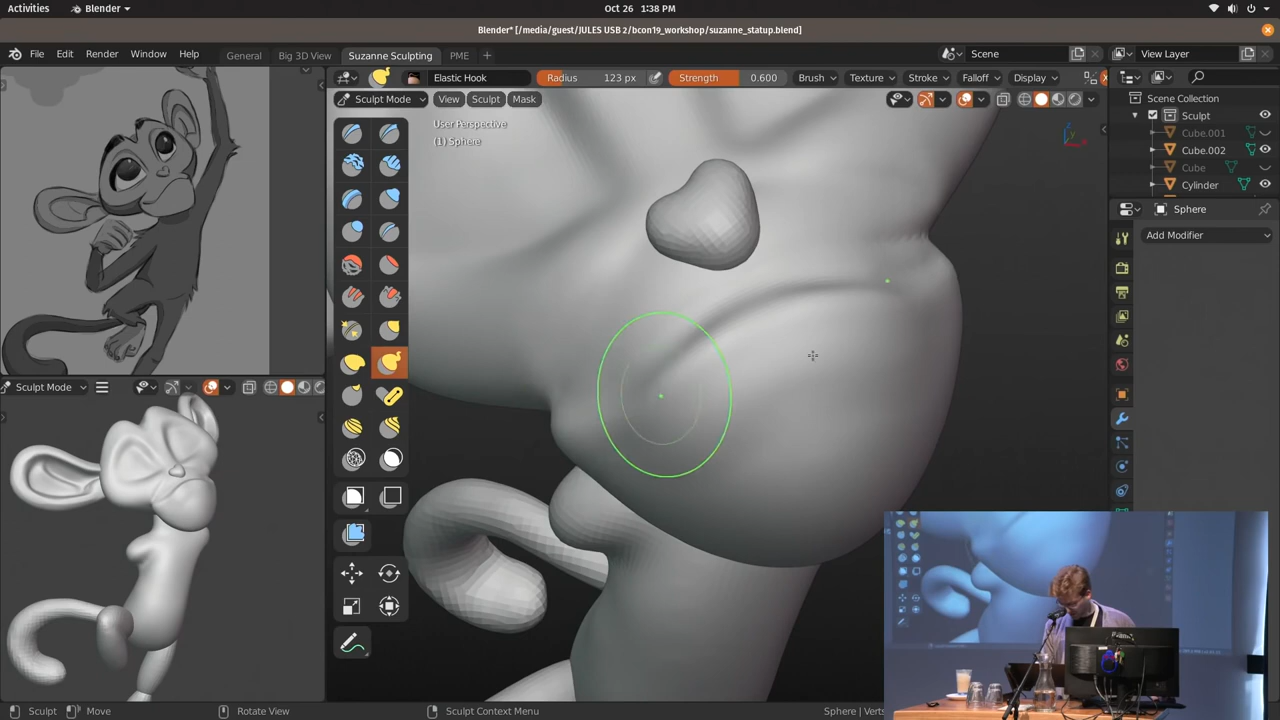 Activities
Blender
Oct 26 1:38 PM
Blender* [/media/guest/JULES USB 2/bcon19_workshop/suzanne_statup.blend]
File Edit Render Window Help
General Big 3D View Suzanne Sculpting PME +
Scene
View Layer
Elastic Hook
Radius 123 px
Strength 0.600
Brush Texture Stroke Falloff Display
Sculpt Mode View Sculpt Mask
User Perspective
(1) Sphere
Scene Collection
Sculpt
Cube.001
Cube.002
Cube
Cylinder
Sphere
Add Modifier
Sculpt Mode
Sculpt Move Rotate View Sculpt Context Menu
Sphere | Verts